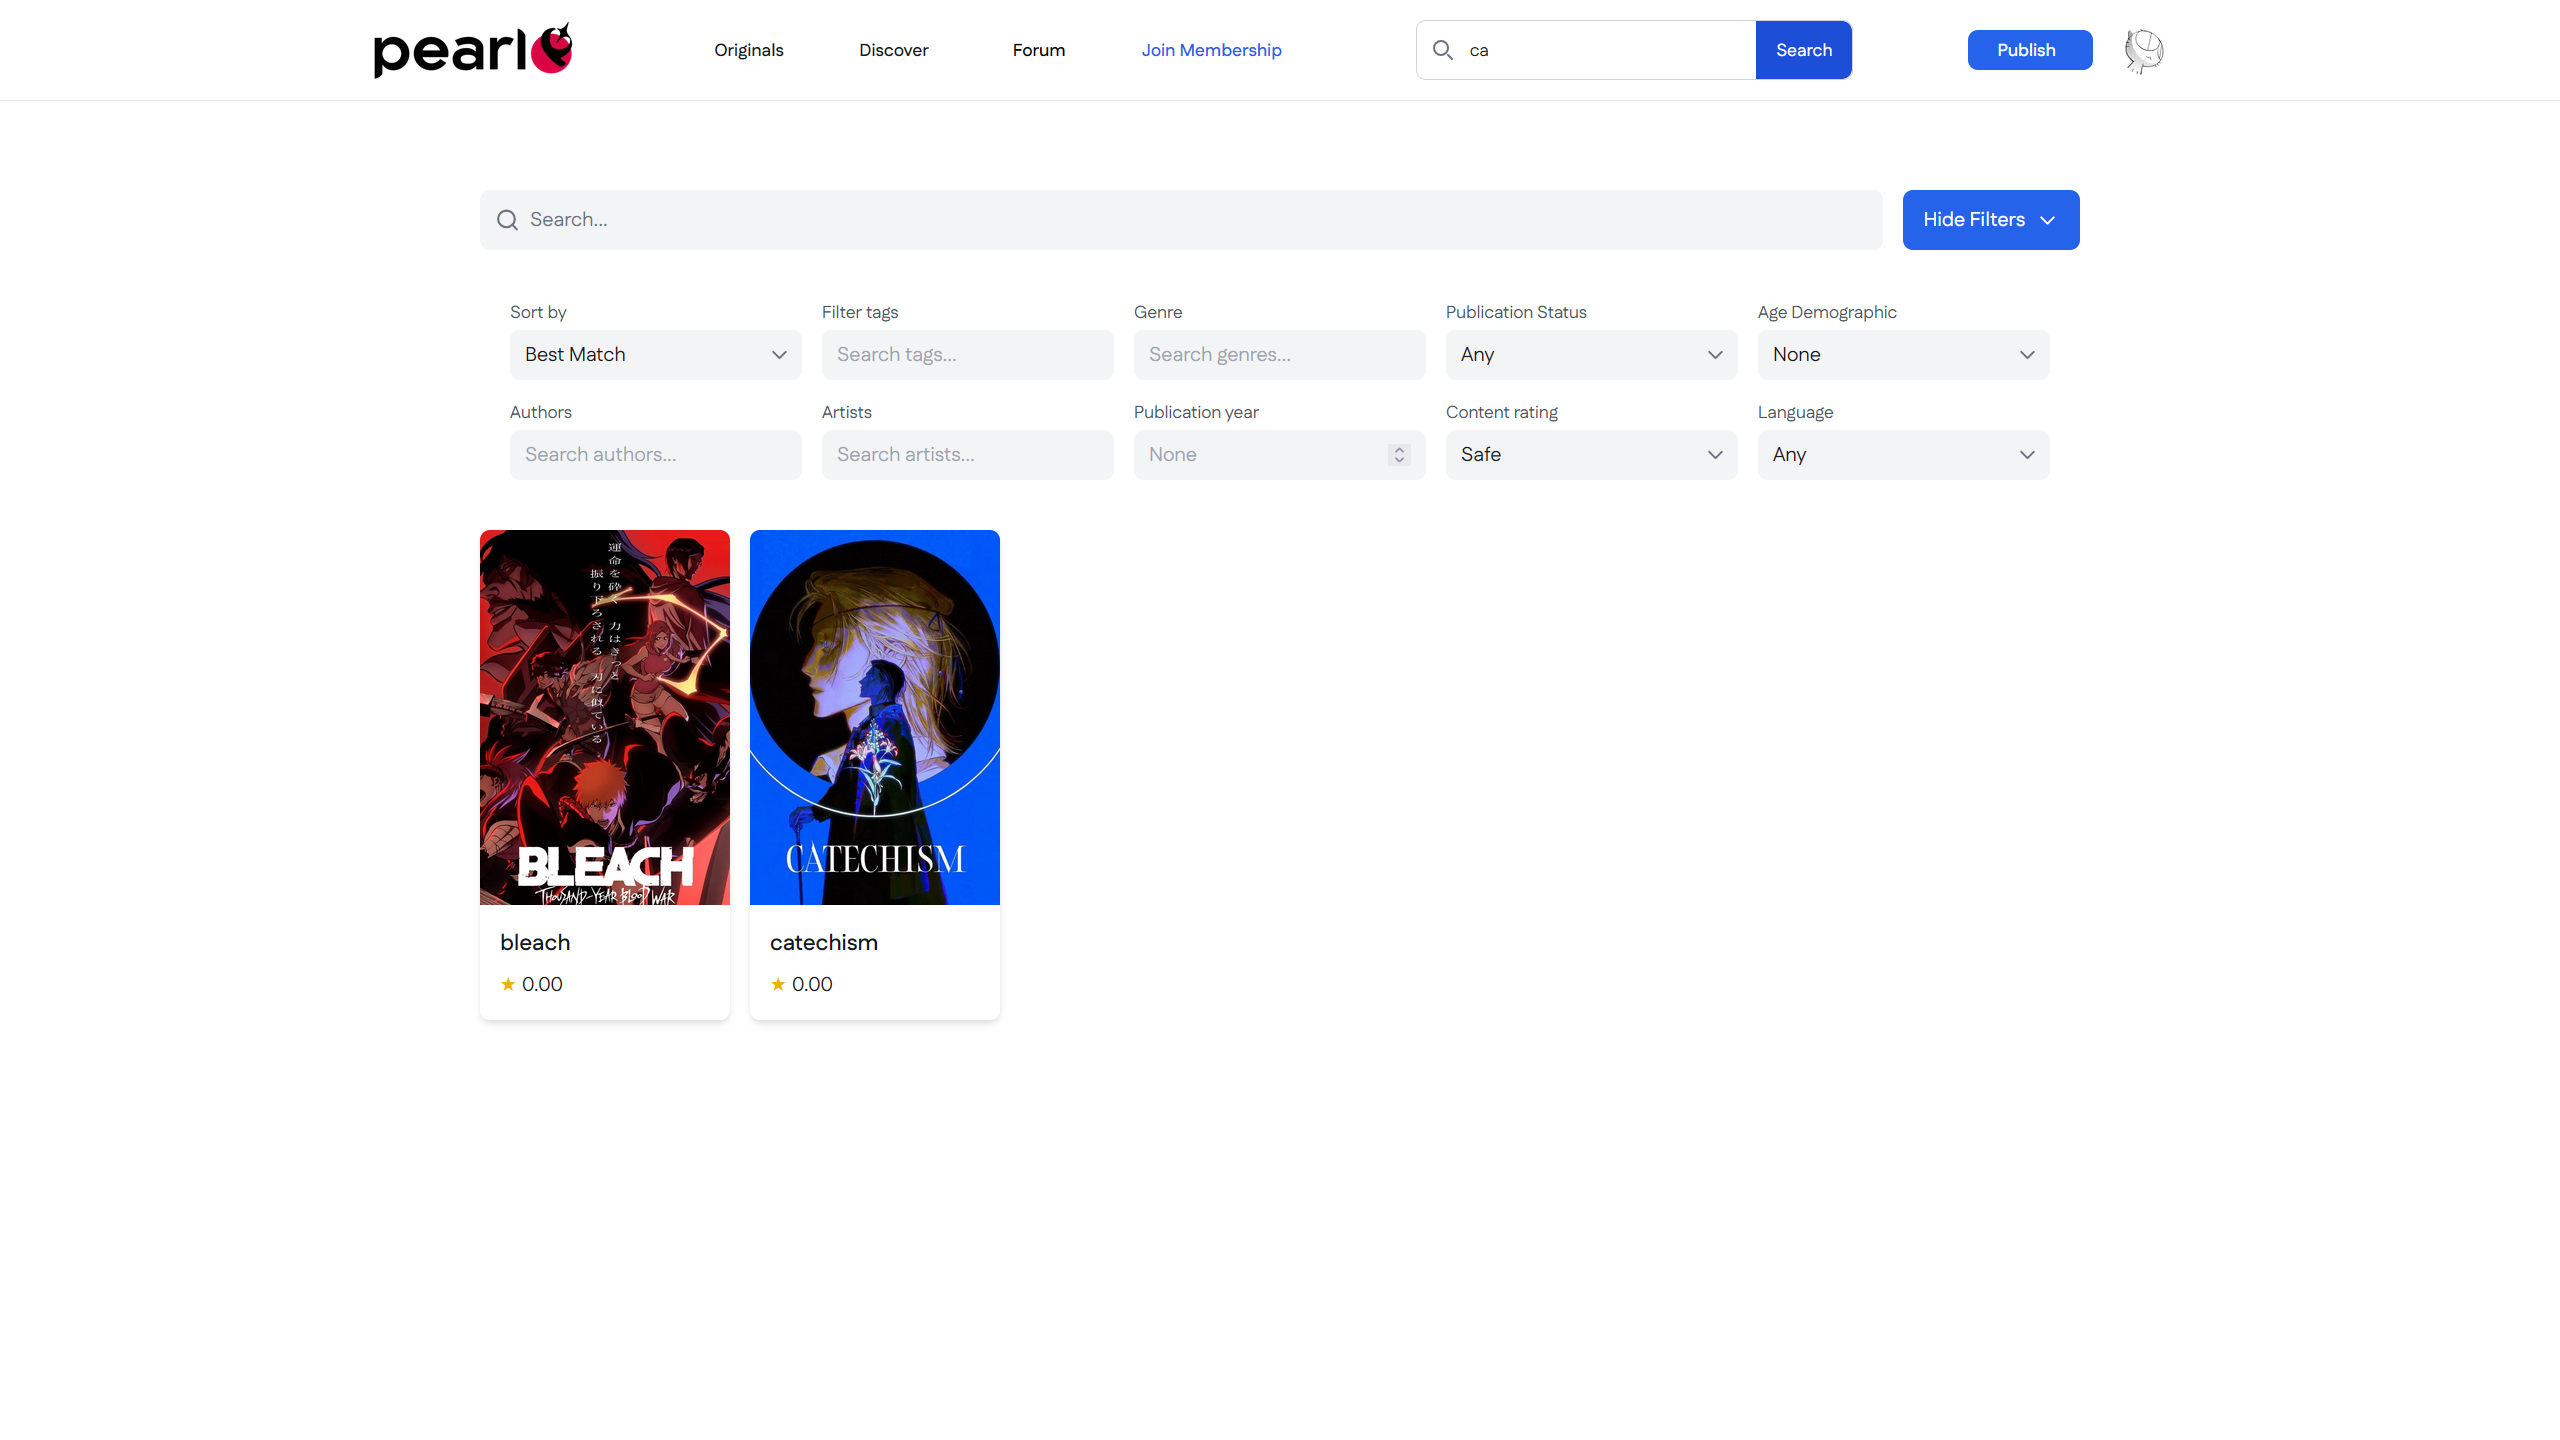 pearl
Originals
Discover
Forum
Join Membership
ca
Search
Publish
Search...
Hide Filters
Sort by
Filter tags
Genre
Publication Status
Age Demographic
Best Match
Search tags...
Search genres...
Any
None
Authors
Artists
Publication year
Content rating
Language
Search authors...
Search artists...
None
Safe
Any
運命を砕く力はきっと
振り下ろされる刃に似ている
BLEACH
THOUSAND-YEAR BLOOD WAR
CATECHISM
bleach
★ 0.00
catechism
★ 0.00